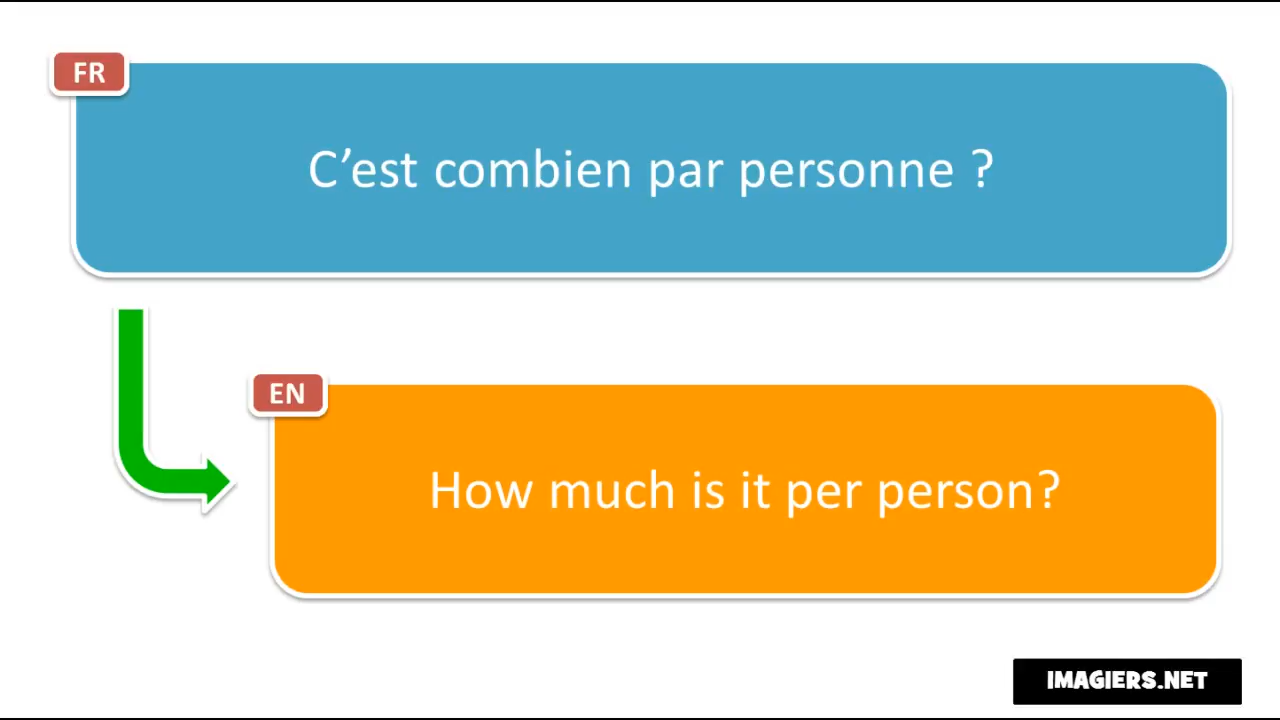 FR
C’est combien par personne ?
EN
How much is it per person?
IMAGIERS.NET